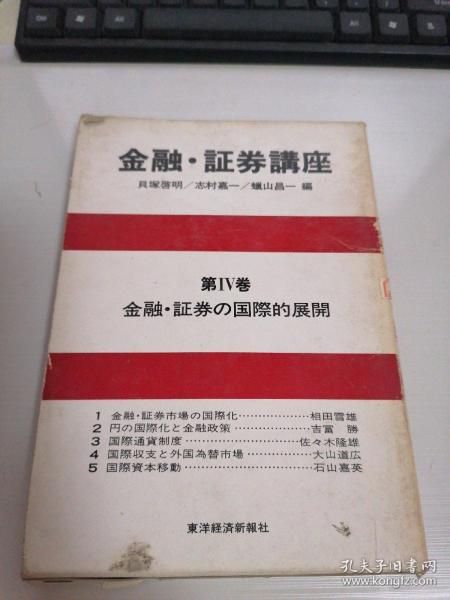 金融・証券講座
貝塚啓明／志村嘉一／蠟山昌一 編
第IV巻
金融・証券の国際的展開
1 金融・証券市場の国際化………………相田雪雄
2 円の国際化と金融政策………………吉冨 勝
3 国際通貨制度………………………佐々木隆雄
4 国際収支と外国為替市場……………大山道広
5 国際資本移動………………………石山嘉英
東洋経済新報社
孔夫子旧书网
www.kongfz.com